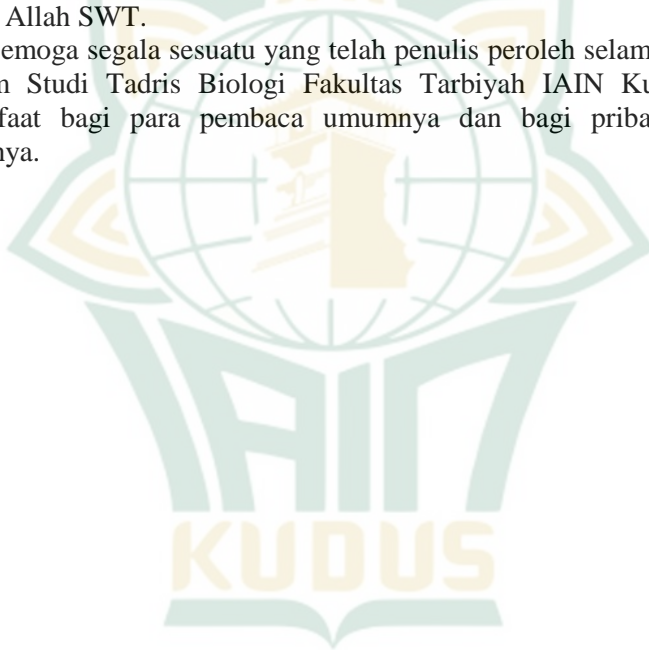 Allah SWT.
emoga segala sesuatu yang telah penulis peroleh selam
Studi Tadris Biologi Fakultas Tarbiyah IAIN Ku
faat bagi para pembaca umumnya dan bagi priba
nya.
IAIN
KUDUS